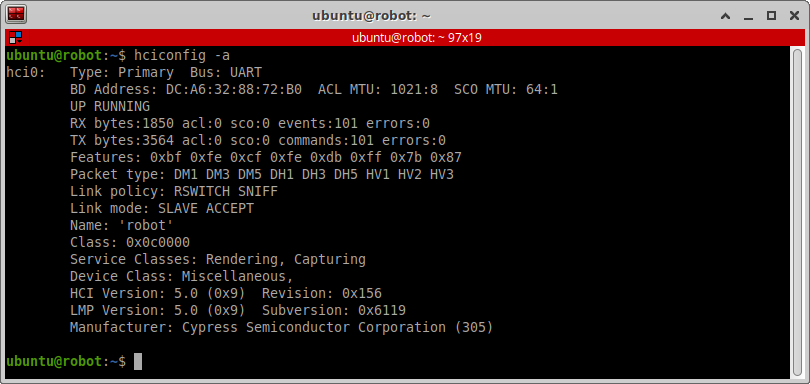 ubuntu@robot: ~
ubuntu@robot: ~ 97x19
ubuntu@robot:~$ hciconfig -a
hci0:   Type: Primary  Bus: UART
        BD Address: DC:A6:32:88:72:B0  ACL MTU: 1021:8  SCO MTU: 64:1
        UP RUNNING
        RX bytes:1850 acl:0 sco:0 events:101 errors:0
        TX bytes:3564 acl:0 sco:0 commands:101 errors:0
        Features: 0xbf 0xfe 0xcf 0xfe 0xdb 0xff 0x7b 0x87
        Packet type: DM1 DM3 DM5 DH1 DH3 DH5 HV1 HV2 HV3
        Link policy: RSWITCH SNIFF
        Link mode: SLAVE ACCEPT
        Name: 'robot'
        Class: 0x0c0000
        Service Classes: Rendering, Capturing
        Device Class: Miscellaneous,
        HCI Version: 5.0 (0x9)  Revision: 0x156
        LMP Version: 5.0 (0x9)  Subversion: 0x6119
        Manufacturer: Cypress Semiconductor Corporation (305)
ubuntu@robot:~$